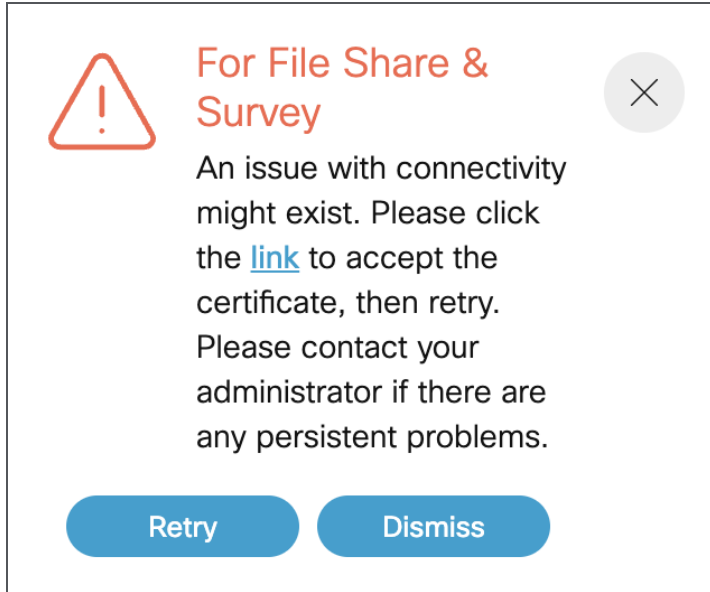 For File Share &
Survey
An issue with connectivity
might exist. Please click
the link to accept the
certificate, then retry.
Please contact your
administrator if there are
any persistent problems.
Retry
Dismiss